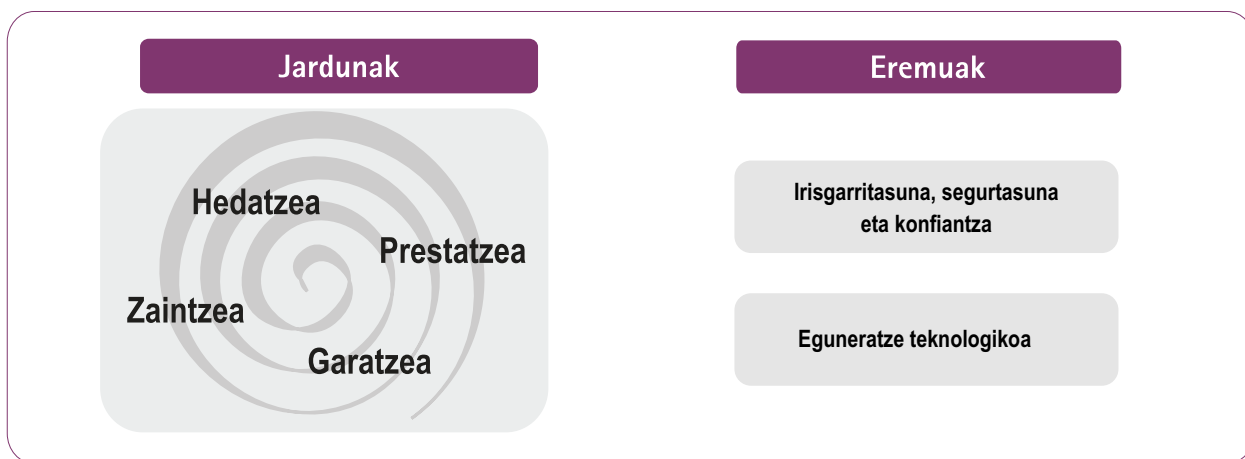 Jardunak
Hedatzea
Prestatzea
Zaintzea
Garatzea
Eremuak
Irisgarritasuna, segurtasuna
eta konfiantza
Eguneratze teknologikoa